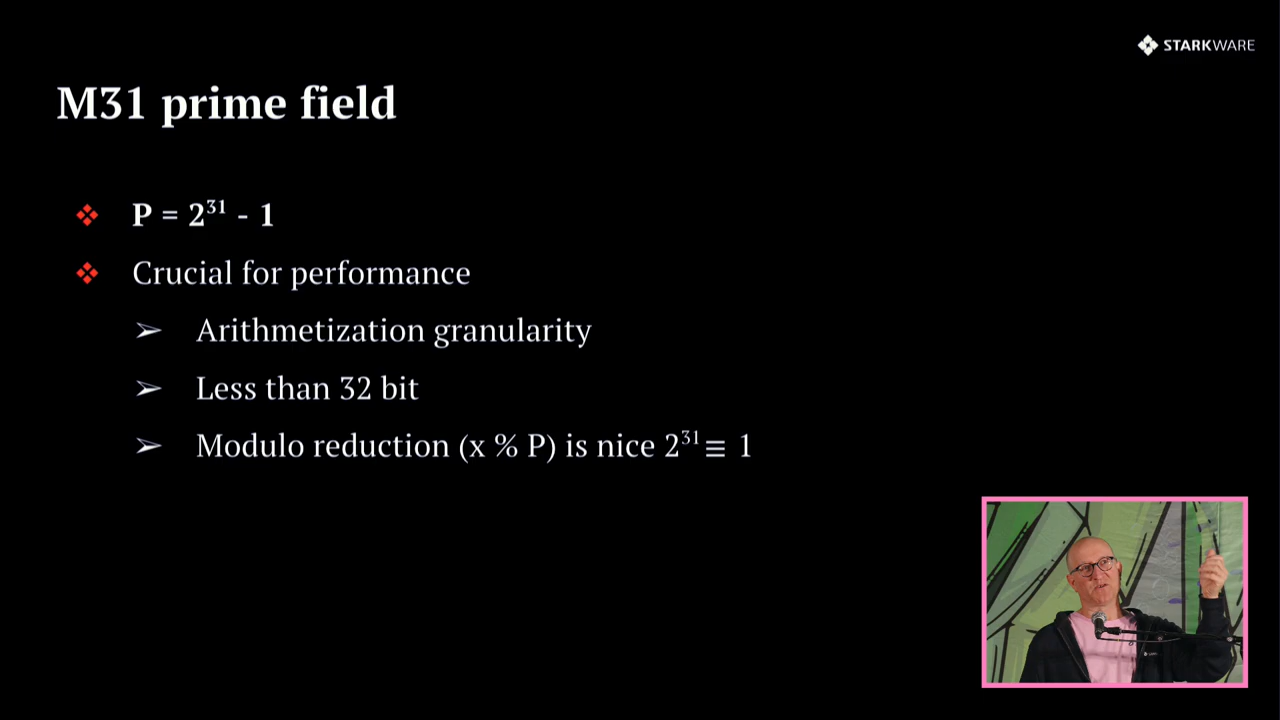 STARKWARE
M31 prime field
❖ P = 2³¹ - 1
❖ Crucial for performance
➢ Arithmetization granularity
➢ Less than 32 bit
➢ Modulo reduction (x % P) is nice 2³¹ ≡ 1